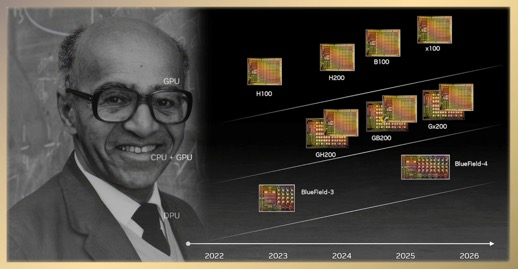 GPU
H100
H200
B100
x100
CPU + GPU
GH200
GB200
Gx200
DPU
BlueField-3
BlueField-4
2022 2023 2024 2025 2026